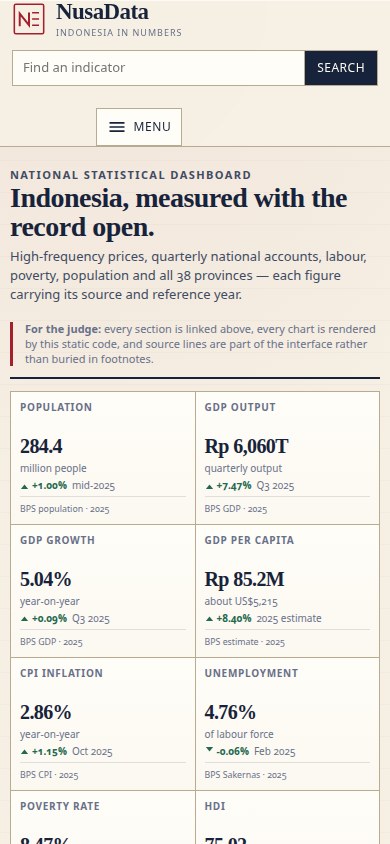 NE
NusaData
INDONESIA IN NUMBERS
Find an indicator
SEARCH
MENU
NATIONAL STATISTICAL DASHBOARD
Indonesia, measured with the
record open.
High-frequency prices, quarterly national accounts, labour,
poverty, population and all 38 provinces — each figure
carrying its source and reference year.
For the judge: every section is linked above, every chart is rendered
by this static code, and source lines are part of the interface rather
than buried in footnotes.
POPULATION
284.4
million people
▲ +1.00% mid-2025
BPS population · 2025
GDP OUTPUT
Rp 6,060T
quarterly output
▲ +7.47% Q3 2025
BPS GDP · 2025
GDP GROWTH
5.04%
year-on-year
▲ +0.09% Q3 2025
BPS GDP · 2025
GDP PER CAPITA
Rp 85.2M
about US$5,215
▲ +8.40% 2025 estimate
BPS estimate · 2025
CPI INFLATION
2.86%
year-on-year
▲ +1.15% Oct 2025
BPS CPI · 2025
UNEMPLOYMENT
4.76%
of labour force
▼ -0.06% Feb 2025
BPS Sakernas · 2025
POVERTY RATE
8.47%
HDI
75.02